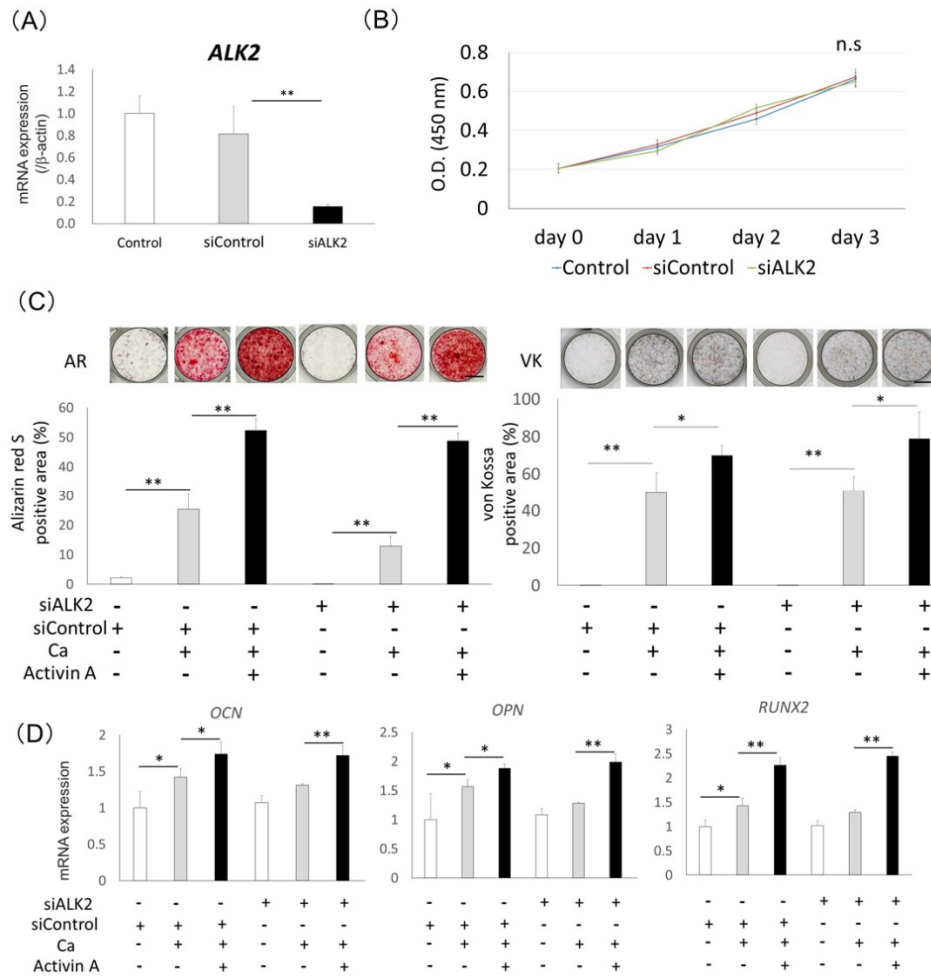 (A)
ALK2
mRNA expression
(/β-actin)
1.4
1.2
1.0
0.8
0.6
0.4
0.2
0.0
**
Control siControl siALK2
(B)
O.D. (450 nm)
0.8
0.6
0.4
0.2
0
n.s
day 0 day 1 day 2 day 3
Control siControl siALK2
(C)
AR
Alizarin red S
positive area (%)
60
50
40
30
20
10
0
** ** ** **
VK
von Kossa
positive area (%)
100
80
60
40
20
0
** * ** *
siALK2 - - - + + + - - - + + +
siControl + + + - - - + + + - - -
Ca - + + - + + - + + - + +
Activin A - - + - - + - - + - - +
(D)
OCN
mRNA expression
2
1.5
1
0.5
0
* * **
OPN
2.5
2
1.5
1
0.5
0
* * **
RUNX2
3
2.5
1.5
1
0.5
0
* ** **
siALK2 - - - + + + - - - + + + - - - + + +
siControl + + + - - - + + + - - - + + + - - -
Ca - + + - + + - + + - + + - + + - + +
Activin A - - + - - + - - + - - + - - + - - +